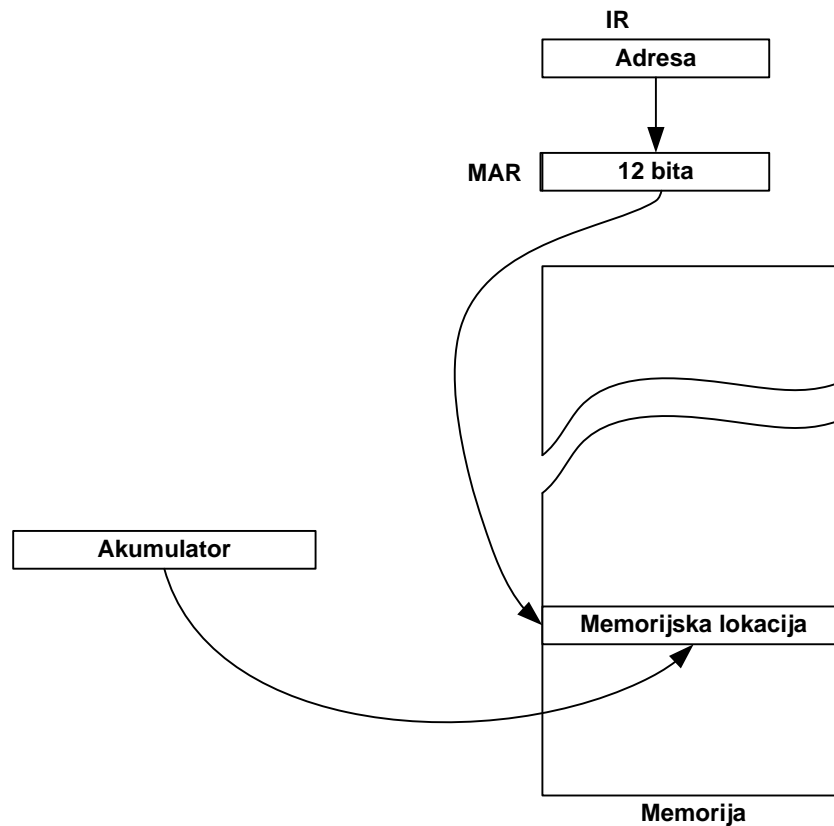 IR
Adresa
MAR
12 bita
Akumulator
Memorijska lokacija
Memorija